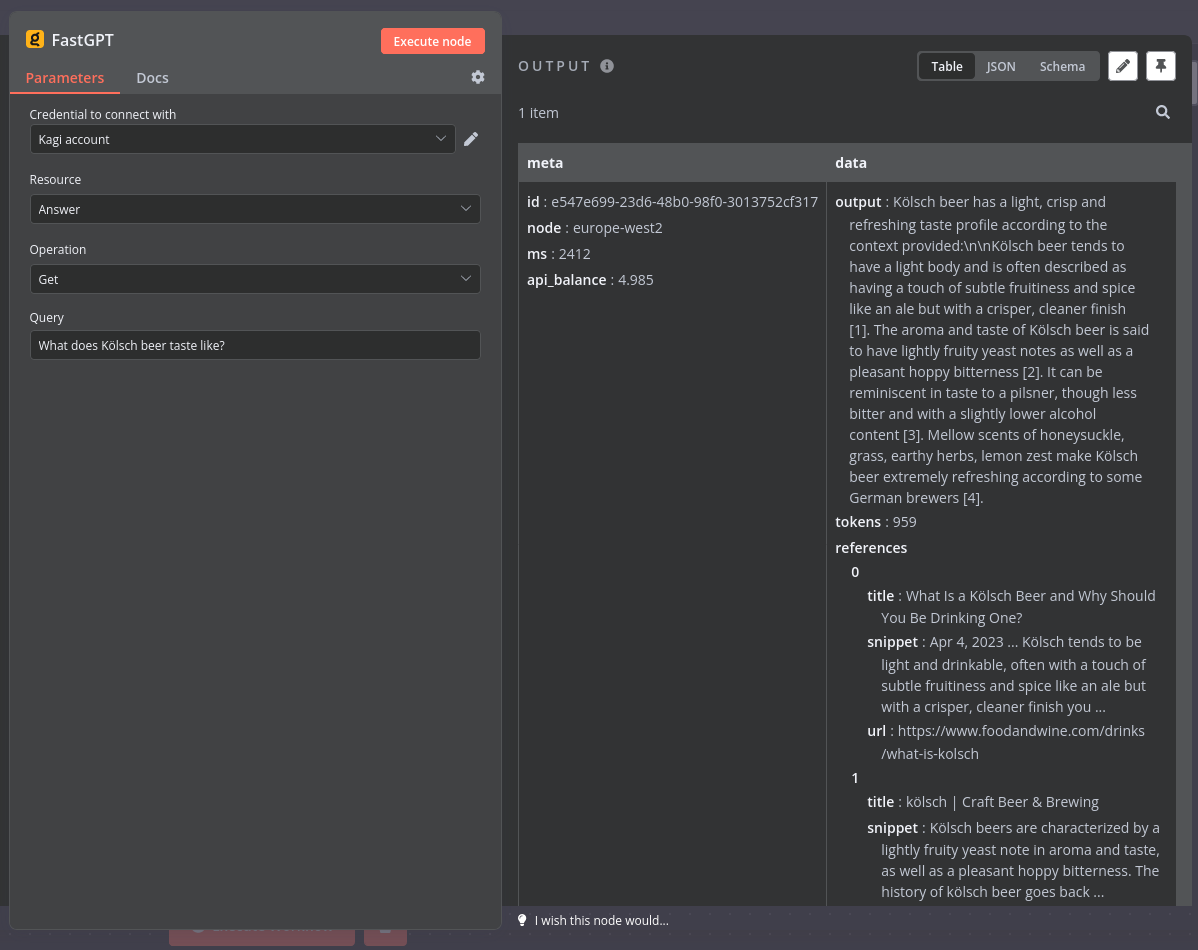 FastGPT
Execute node
Parameters
Docs
Credential to connect with
Kagi account
Resource
Answer
Operation
Get
Query
What does Kölsch beer taste like?
OUTPUT
Table
JSON
Schema
1 item
meta
data
id : e547e699-23d6-48b0-98f0-3013752cf317
node : europe-west2
ms : 2412
api_balance : 4.985
output : Kölsch beer has a light, crisp and
refreshing taste profile according to the
context provided:\n\nKölsch beer tends to
have a light body and is often described as
having a touch of subtle fruitiness and spice
like an ale but with a crisper, cleaner finish
[1]. The aroma and taste of Kölsch beer is said
to have lightly fruity yeast notes as well as a
pleasant hoppy bitterness [2]. It can be
reminiscent in taste to a pilsner, though less
bitter and with a slightly lower alcohol
content [3]. Mellow scents of honeysuckle,
grass, earthy herbs, lemon zest make Kölsch
beer extremely refreshing according to some
German brewers [4].
tokens : 959
references
0
title : What Is a Kölsch Beer and Why Should
You Be Drinking One?
snippet : Apr 4, 2023 ... Kölsch tends to be
light and drinkable, often with a touch of
subtle fruitiness and spice like an ale but
with a crisper, cleaner finish you ...
url : https://www.foodandwine.com/drinks
/what-is-kolsch
1
title : kölsch | Craft Beer & Brewing
snippet : Kölsch beers are characterized by a
lightly fruity yeast note in aroma and taste,
as well as a pleasant hoppy bitterness. The
history of kölsch beer goes back ...
I wish this node would...